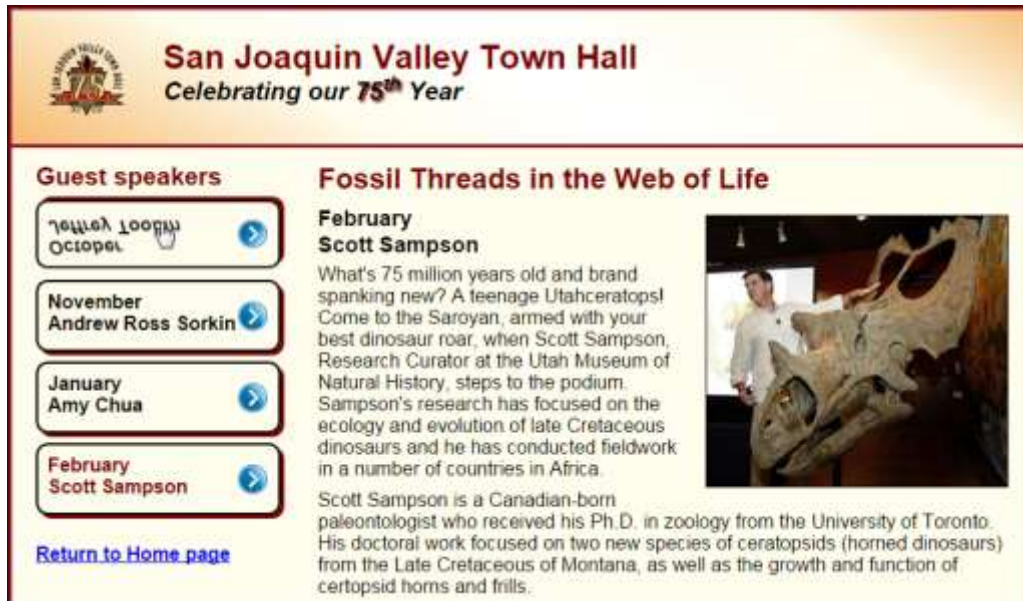 San Joaquin Valley Town Hall
Celebrating our 75th Year
Guest speakers
October
Jeffrey Toobin
November
Andrew Ross Sorkin
January
Amy Chua
February
Scott Sampson
Return to Home page
Fossil Threads in the Web of Life
February
Scott Sampson
What's 75 million years old and brand
spanking new? A teenage Utahceratops!
Come to the Saroyan, armed with your
best dinosaur roar, when Scott Sampson,
Research Curator at the Utah Museum of
Natural History, steps to the podium.
Sampson's research has focused on the
ecology and evolution of late Cretaceous
dinosaurs and he has conducted fieldwork
in a number of countries in Africa.
Scott Sampson is a Canadian-born
paleontologist who received his Ph.D. in zoology from the University of Toronto.
His doctoral work focused on two new species of ceratopsids (horned dinosaurs)
from the Late Cretaceous of Montana, as well as the growth and function of
certopsid horns and frills.